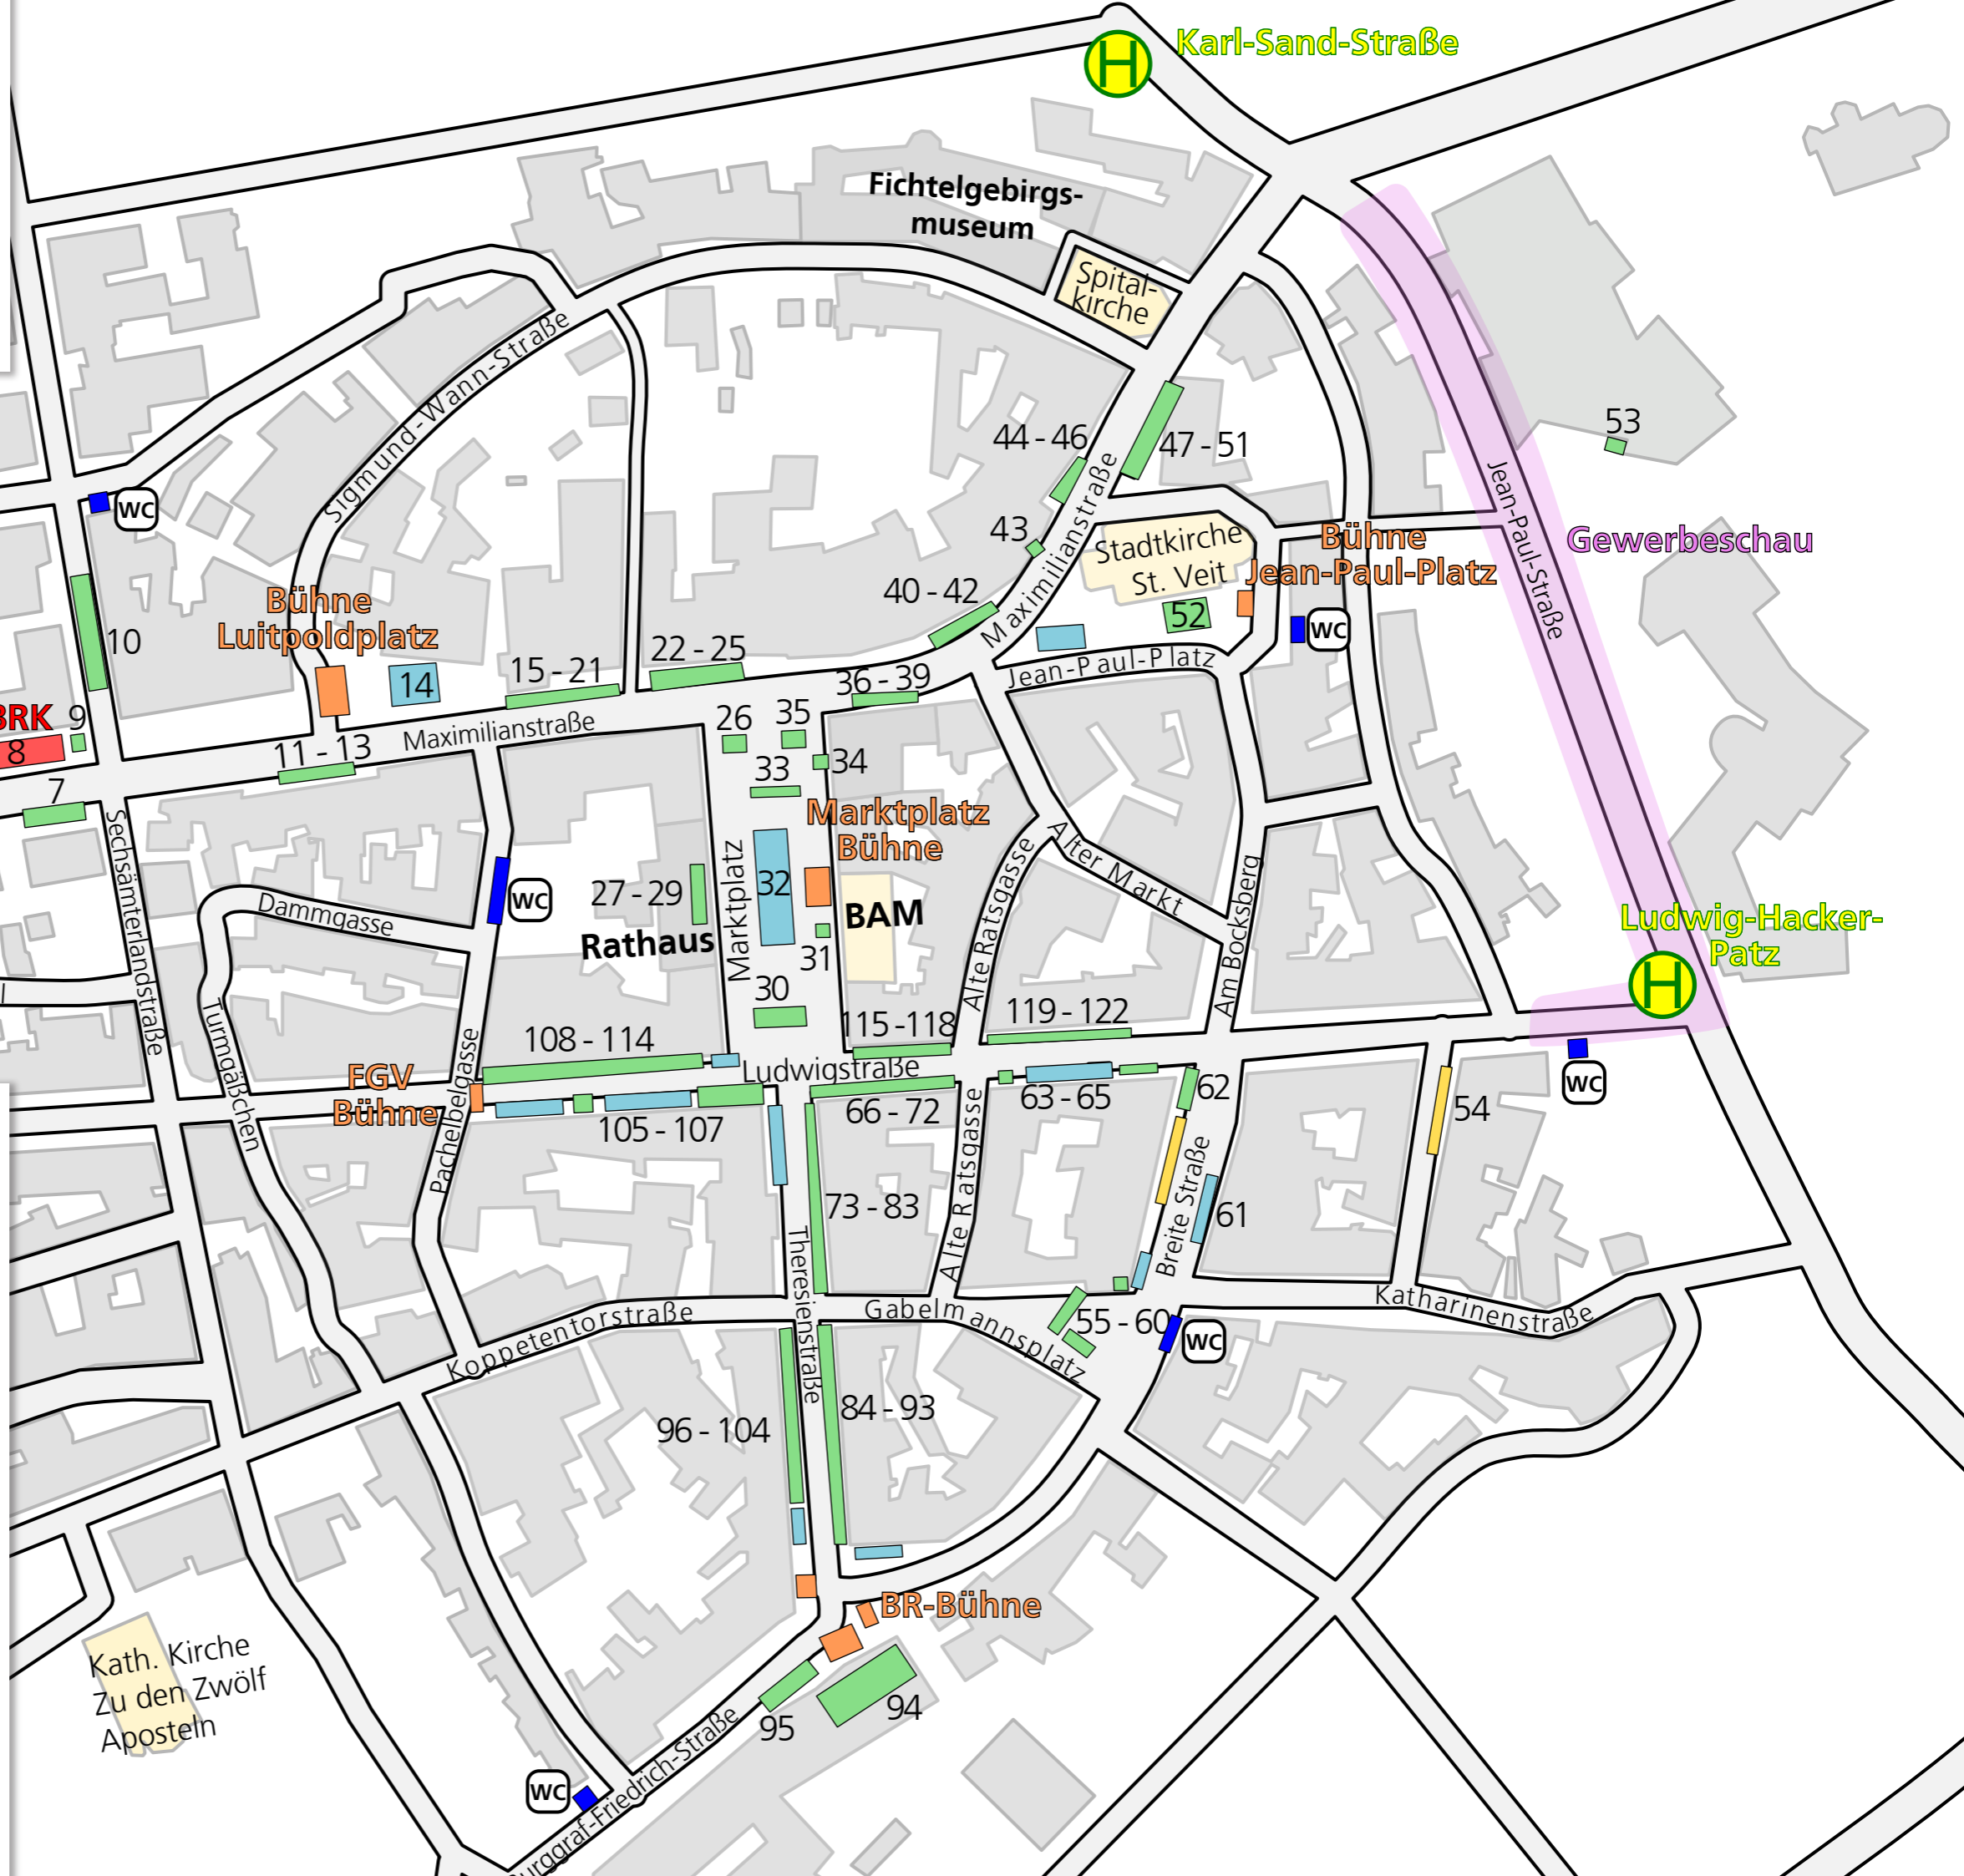 H
Karl-Sand-Straße
Fichtelgebirgs-
museum
Spital-
kirche
Sigmund-Wann-Straße
44 - 46
47 - 51
53
WC
43
Maximilianstraße
Stadtkirche
St. Veit
Bühne
Jean-Paul-Platz
Jean-Paul-Straße
Gewerbeschau
40 - 42
52
WC
10
Bühne
Luitpoldplatz
14
15 - 21
22 - 25
36 - 39
Jean-Paul-Platz
BRK
9
8
7
11 - 13
Maximilianstraße
26
35
34
33
Marktplatz
Bühne
Sechsämterlandstraße
Alter Markt
Alte Ratsgasse
Am Bocksberg
Marktplatz
32
27 - 29
WC
Rathaus
BAM
31
30
Dammgasse
Ludwig-Hacker-
Patz
H
Turmgäßchen
108 - 114
115 -118
119 - 122
Ludwigstraße
FGV
Bühne
Pachelbelgasse
105 - 107
66 - 72
63 - 65
62
54
WC
Alte Ratsgasse
Breite Straße
61
73 - 83
Theresienstraße
Koppetentorstraße
Gabelmannsplatz
55 - 60
WC
Katharinenstraße
96 - 104
84 - 93
BR-Bühne
Kath. Kirche
Zu den Zwölf
Aposteln
95
94
WC
Burggraf-Friedrich-Straße